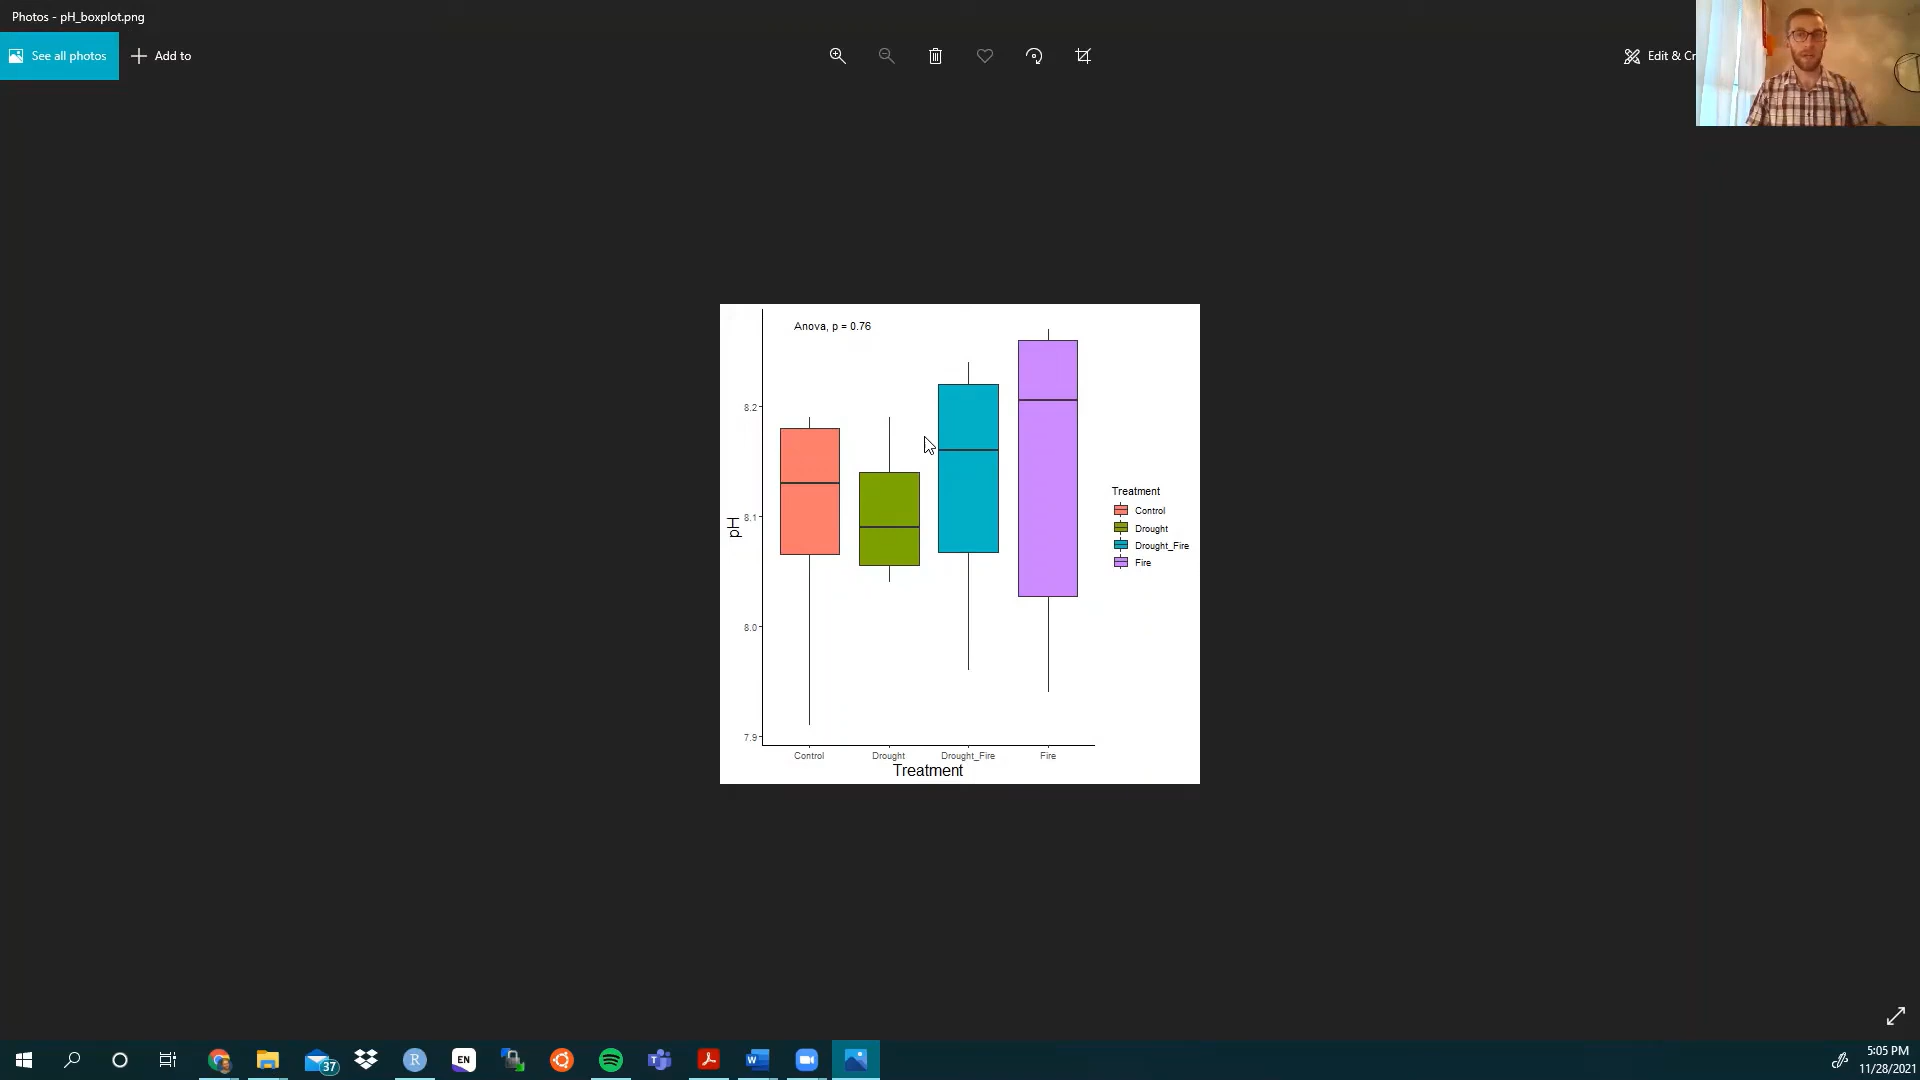 Photos - pH_boxplot.png
See all photos
Add to
Edit & Cr
Anova, p = 0.76
8.2
8.1
8.0
7.9
pH
Control
Drought
Drought_Fire
Fire
Treatment
Treatment
Control
Drought
Drought_Fire
Fire
37
R
EN
W
5:05 PM
11/28/2021